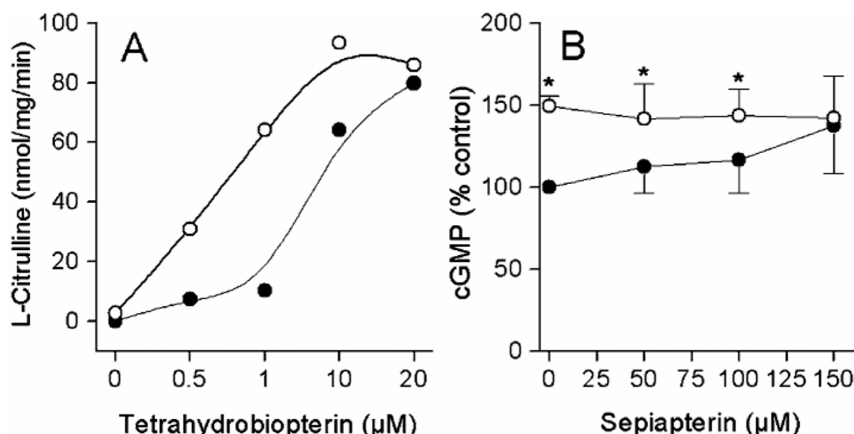 A
L-Citrulline (nmol/mg/min)
100
80
60
40
20
0
0 0.5 1 10 20
Tetrahydrobiopterin (μM)
B
cGMP (% control)
200
150
100
50
0
* * *
0 25 50 75 100 125 150
Sepiapterin (μM)